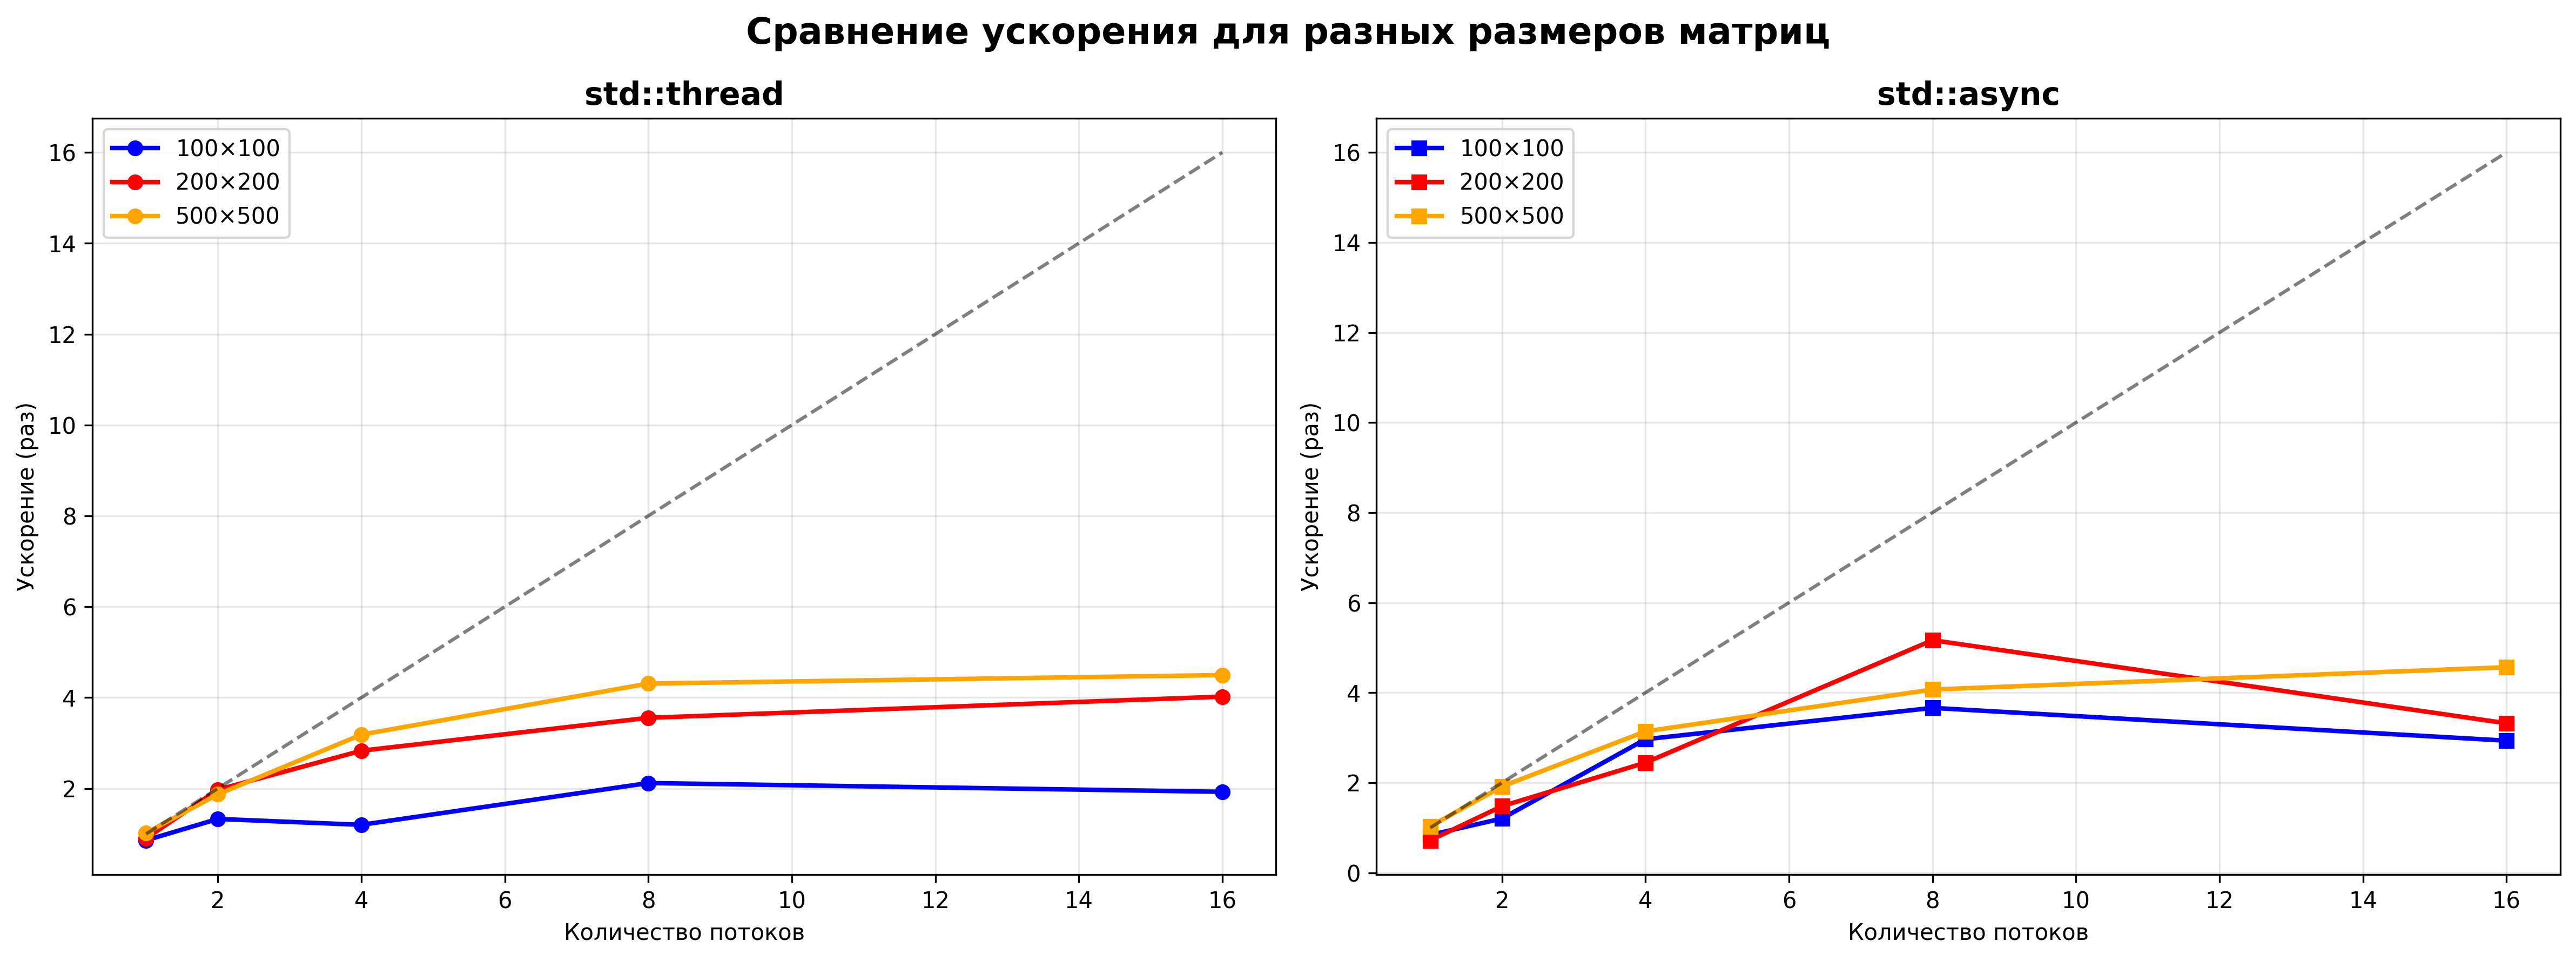 Сравнение ускорения для разных размеров матриц
std::thread
100×100
200×200
500×500
16
14
12
10
8
6
4
2
Ускорение (раз)
2 4 6 8 10 12 14 16
Количество потоков
std::async
100×100
200×200
500×500
16
14
12
10
8
6
4
2
0
Ускорение (раз)
2 4 6 8 10 12 14 16
Количество потоков